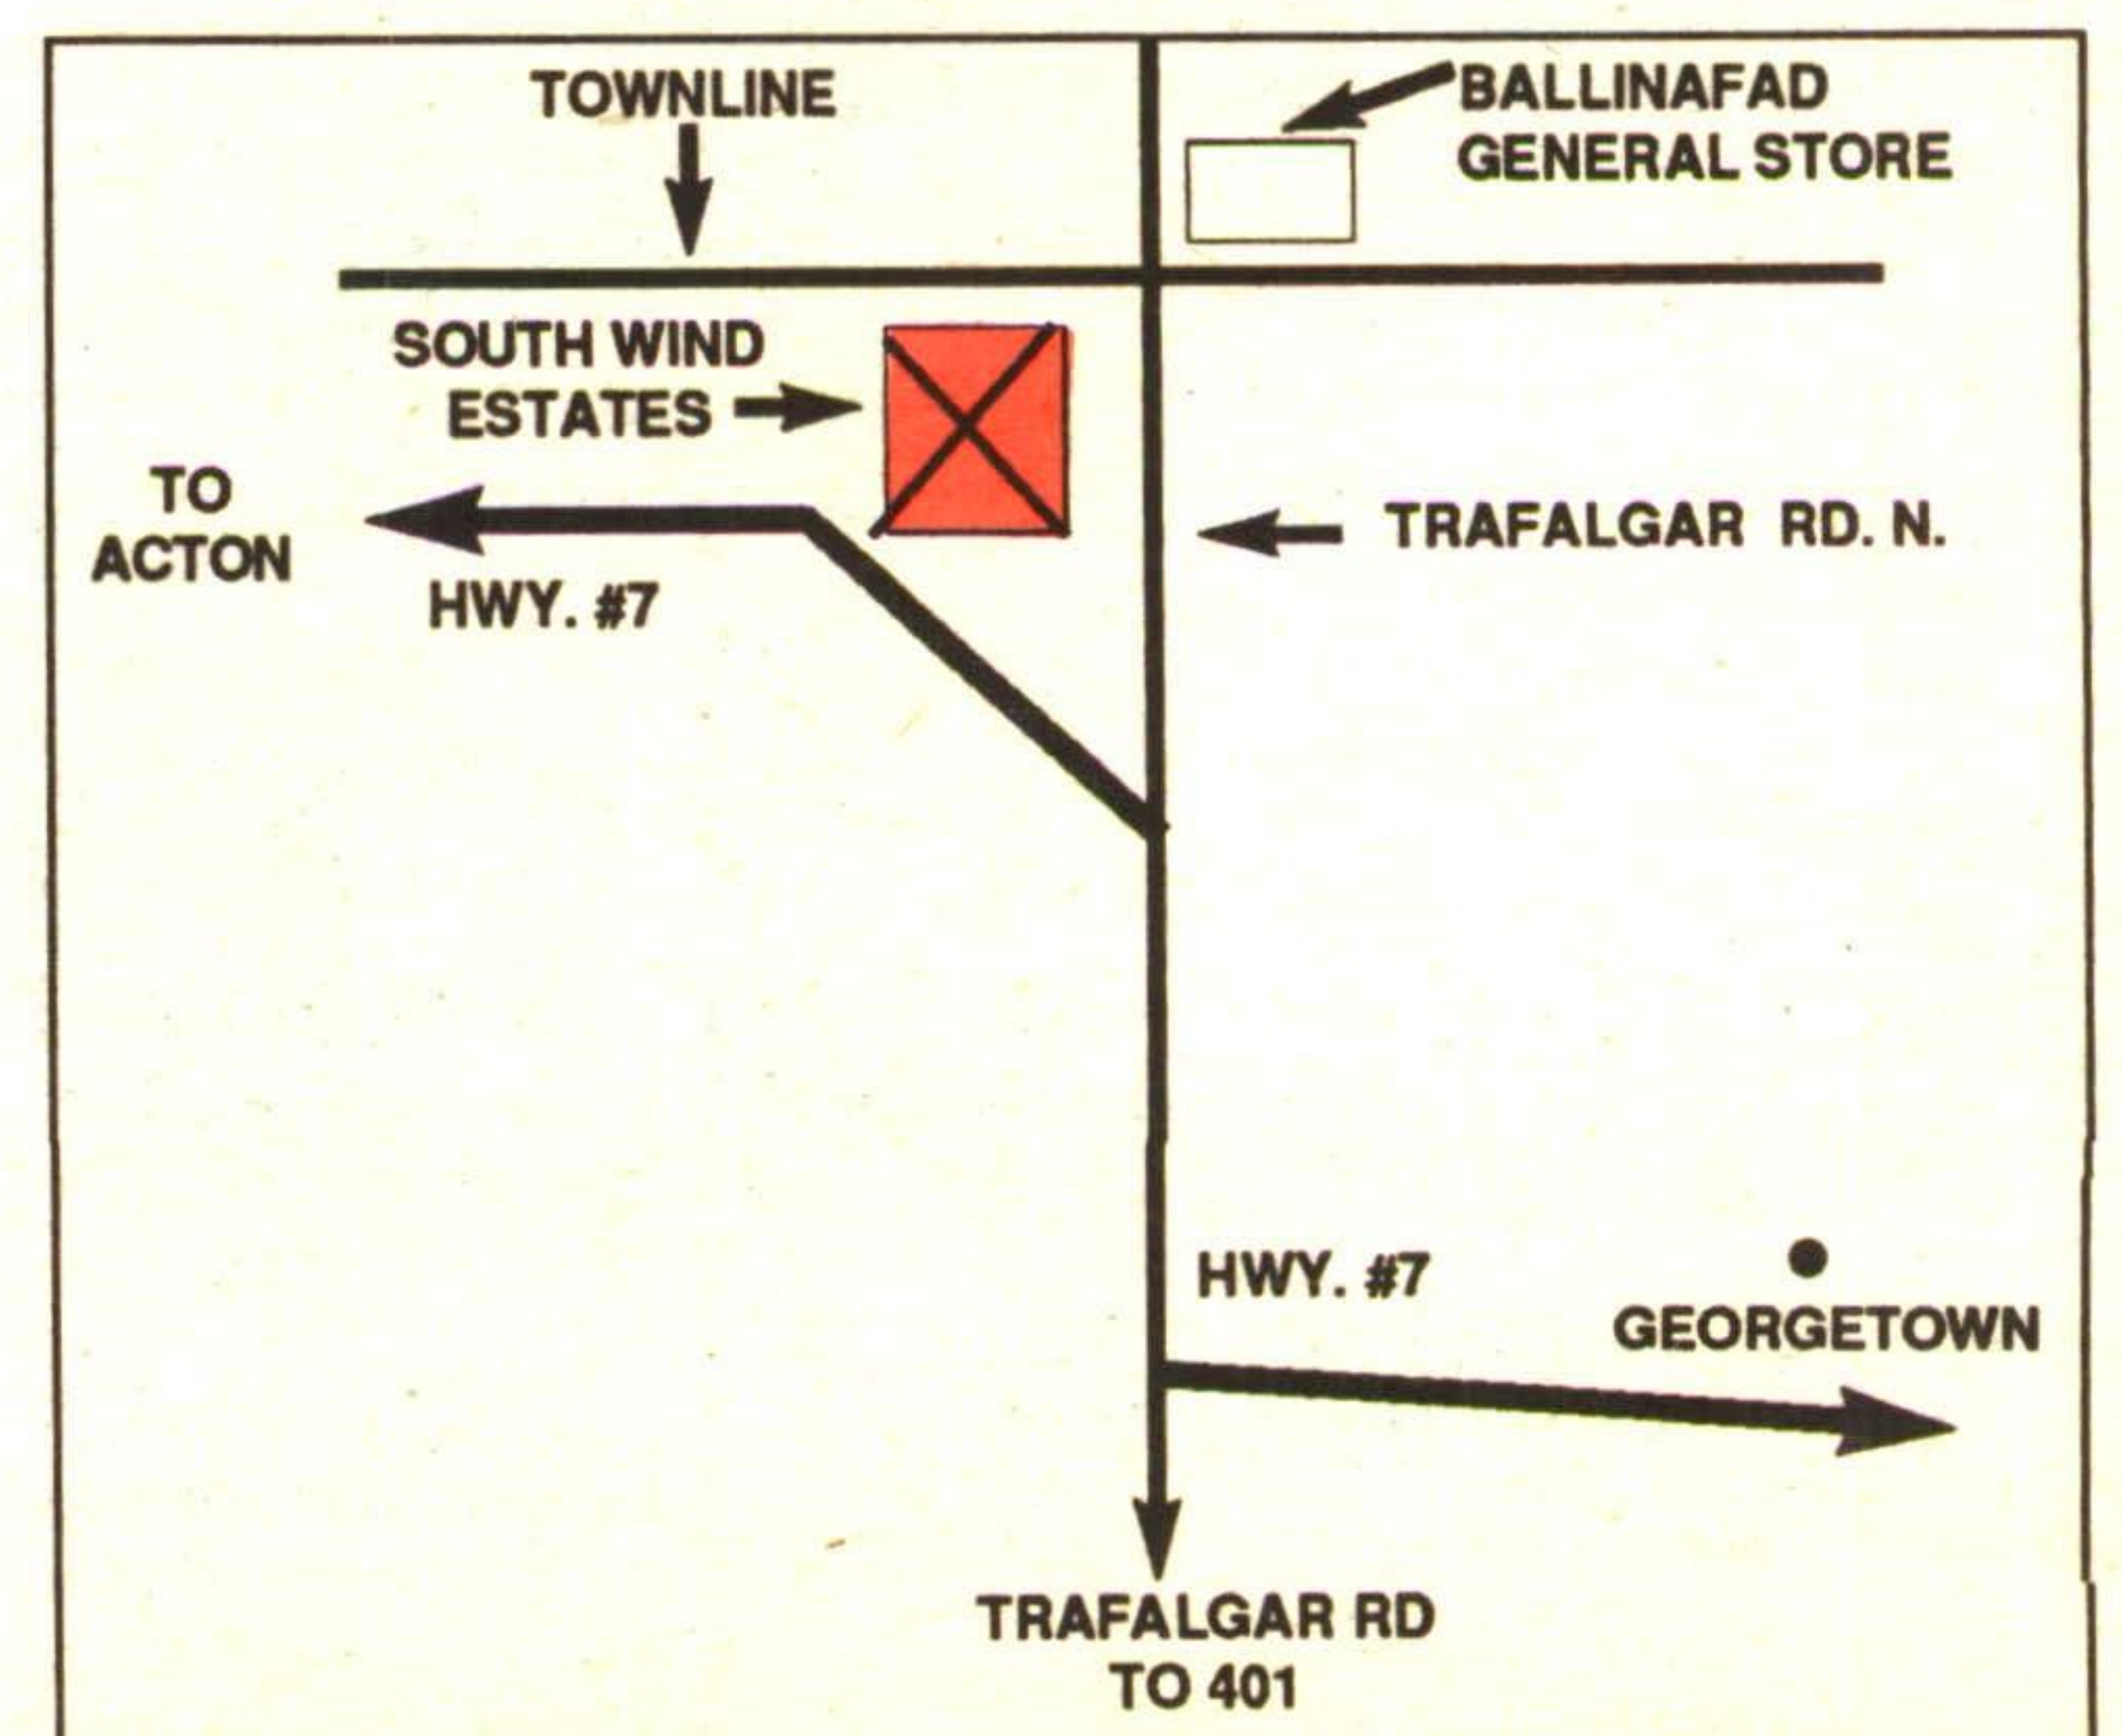 TOWNLINE
BALLINAFAD
GENERAL STORE
SOUTH WIND
ESTATES
TO
ACTON
HWY. #7
TRAFALGAR RD. N.
HWY. #7
GEORGETOWN
TRAFALGAR RD
TO 401